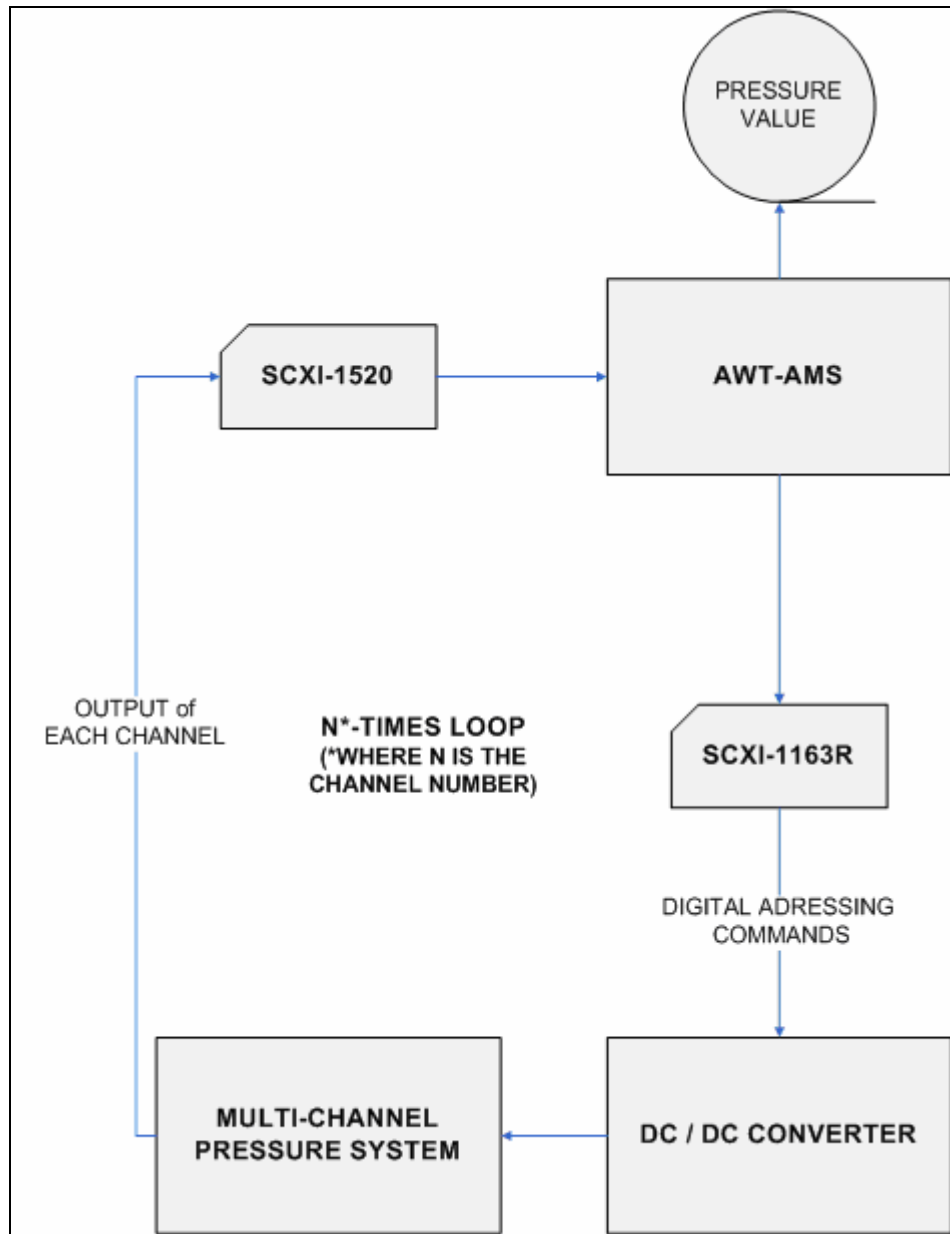 PRESSURE
VALUE
SCXI-1520
AWT-AMS
OUTPUT of
EACH CHANNEL
N*-TIMES LOOP
(*WHERE N IS THE
CHANNEL NUMBER)
SCXI-1163R
DIGITAL ADRESSING
COMMANDS
MULTI-CHANNEL
PRESSURE SYSTEM
DC / DC CONVERTER